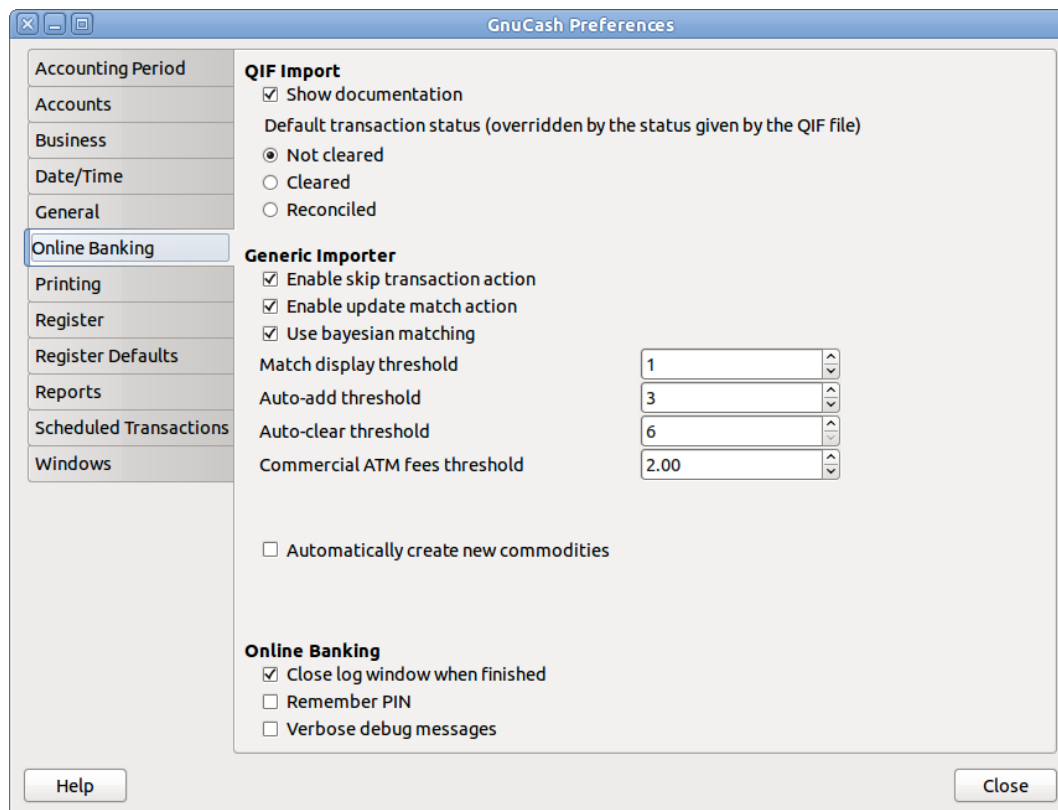 GnuCash Preferences
Accounting Period
Accounts
Business
Date/Time
General
Online Banking
Printing
Register
Register Defaults
Reports
Scheduled Transactions
Windows
QIF Import
Show documentation
Default transaction status (overridden by the status given by the QIF file)
Not cleared
Cleared
Reconciled
Generic Importer
Enable skip transaction action
Enable update match action
Use bayesian matching
Match display threshold 1
Auto-add threshold 3
Auto-clear threshold 6
Commercial ATM fees threshold 2.00
Automatically create new commodities
Online Banking
Close log window when finished
Remember PIN
Verbose debug messages
Help Close